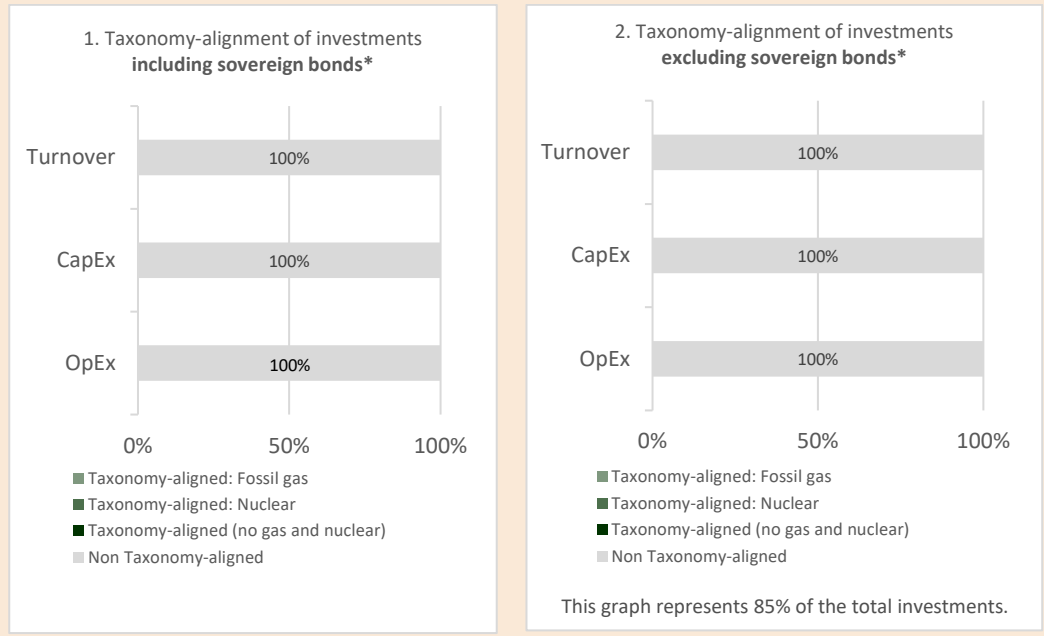 1. Taxonomy-alignment of investments
including sovereign bonds*
Turnover
100%
CapEx
100%
OpEx
100%
0%
50%
100%
Taxonomy-aligned: Fossil gas
Taxonomy-aligned: Nuclear
Taxonomy-aligned (no gas and nuclear)
Non Taxonomy-aligned
2. Taxonomy-alignment of investments
excluding sovereign bonds*
Turnover
100%
CapEx
100%
OpEx
100%
0%
50%
100%
Taxonomy-aligned: Fossil gas
Taxonomy-aligned: Nuclear
Taxonomy-aligned (no gas and nuclear)
Non Taxonomy-aligned
This graph represents 85% of the total investments.